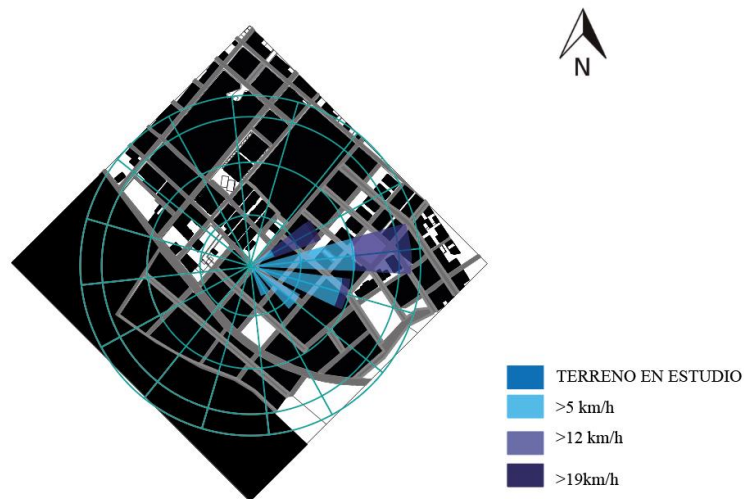 N
TERRENO EN ESTUDIO
>5 km/h
>12 km/h
>19km/h